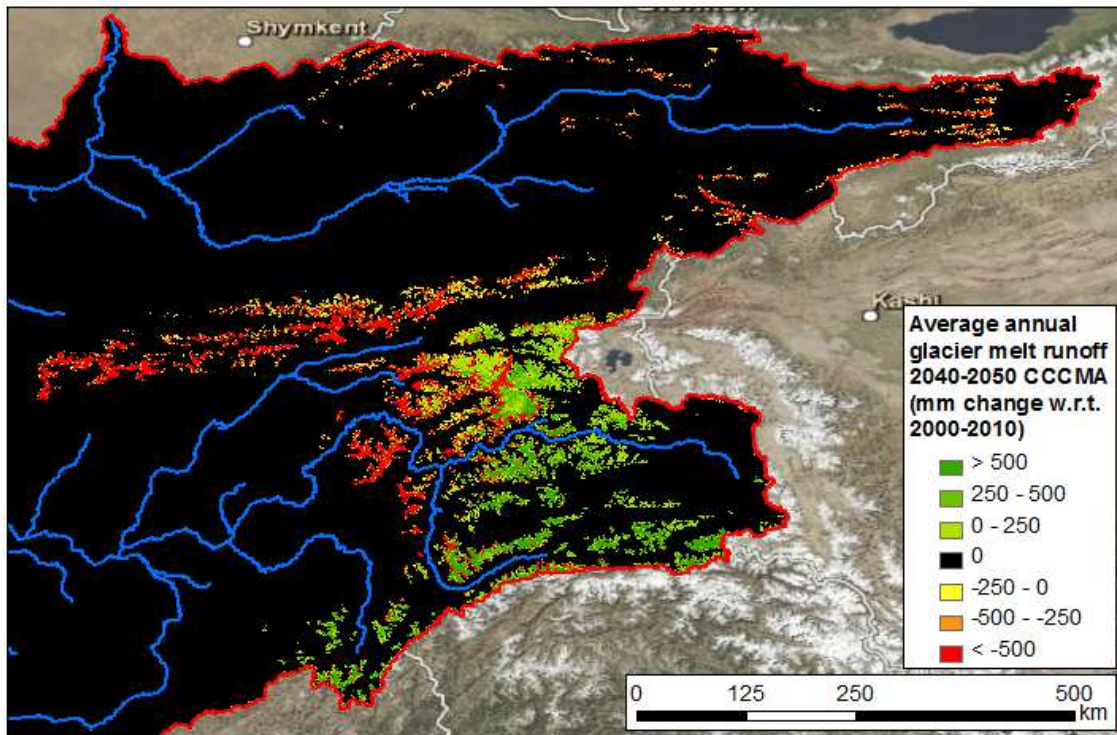 Shymkent
Kashi
Average annual
glacier melt runoff
2040-2050 CCCMA
(mm change w.r.t.
2000-2010)
> 500
250 - 500
0 - 250
0
-250 - 0
-500 - -250
< -500
0 125 250 500
km